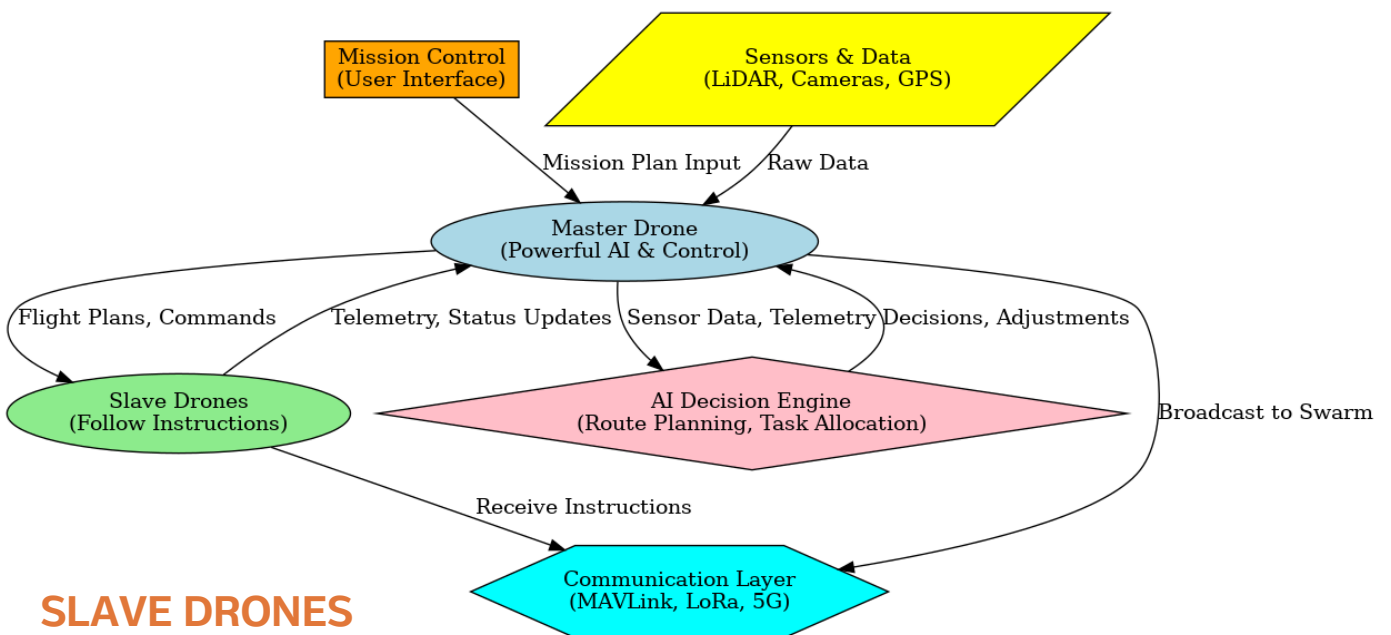 Mission Control
(User Interface)
Sensors & Data
(LiDAR, Cameras, GPS)
Mission Plan Input
Raw Data
Master Drone
(Powerful AI & Control)
Flight Plans, Commands
Telemetry, Status Updates
Sensor Data, Telemetry
Decisions, Adjustments
Slave Drones
(Follow Instructions)
AI Decision Engine
(Route Planning, Task Allocation)
Broadcast to Swarm
Receive Instructions
Communication Layer
(MAVLink, LoRa, 5G)
SLAVE DRONES